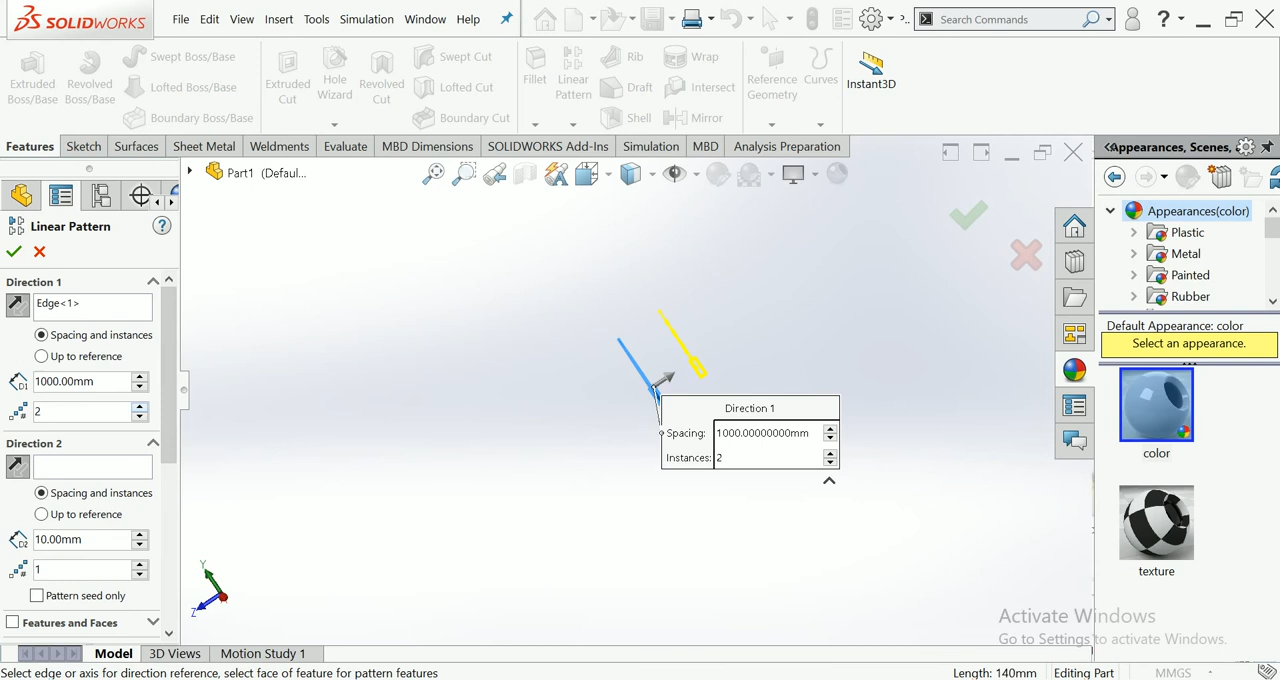 SOLIDWORKS File Edit View Insert Tools Simulation Window Help Search Commands ?
Extruded Boss/Base
Revolved Boss/Base
Swept Boss/Base
Lofted Boss/Base
Boundary Boss/Base
Extruded Cut
Hole Wizard
Revolved Cut
Swept Cut
Lofted Cut
Boundary Cut
Fillet
Linear Pattern
Rib
Draft
Shell
Wrap
Intersect
Mirror
Reference Geometry
Curves
Instant3D
Features Sketch Surfaces Sheet Metal Weldments Evaluate MBD Dimensions SOLIDWORKS Add-Ins Simulation MBD Analysis Preparation
Part1 (Defaul...
Linear Pattern ?
Direction 1
Edge<1>
Spacing and instances
Up to reference
D1 1000.00mm
2
Direction 2
Spacing and instances
Up to reference
D2 10.00mm
1
Pattern seed only
Features and Faces
Direction 1
Spacing: 1000.00000000mm
Instances: 2
Y
Z
Appearances, Scenes,
Appearances(color)
Plastic
Metal
Painted
Rubber
Default Appearance: color
Select an appearance.
color
texture
Activate Windows
Go to Settings to activate Windows.
Model 3D Views Motion Study 1
Select edge or axis for direction reference, select face of feature for pattern features Length: 140mm Editing Part MMGS